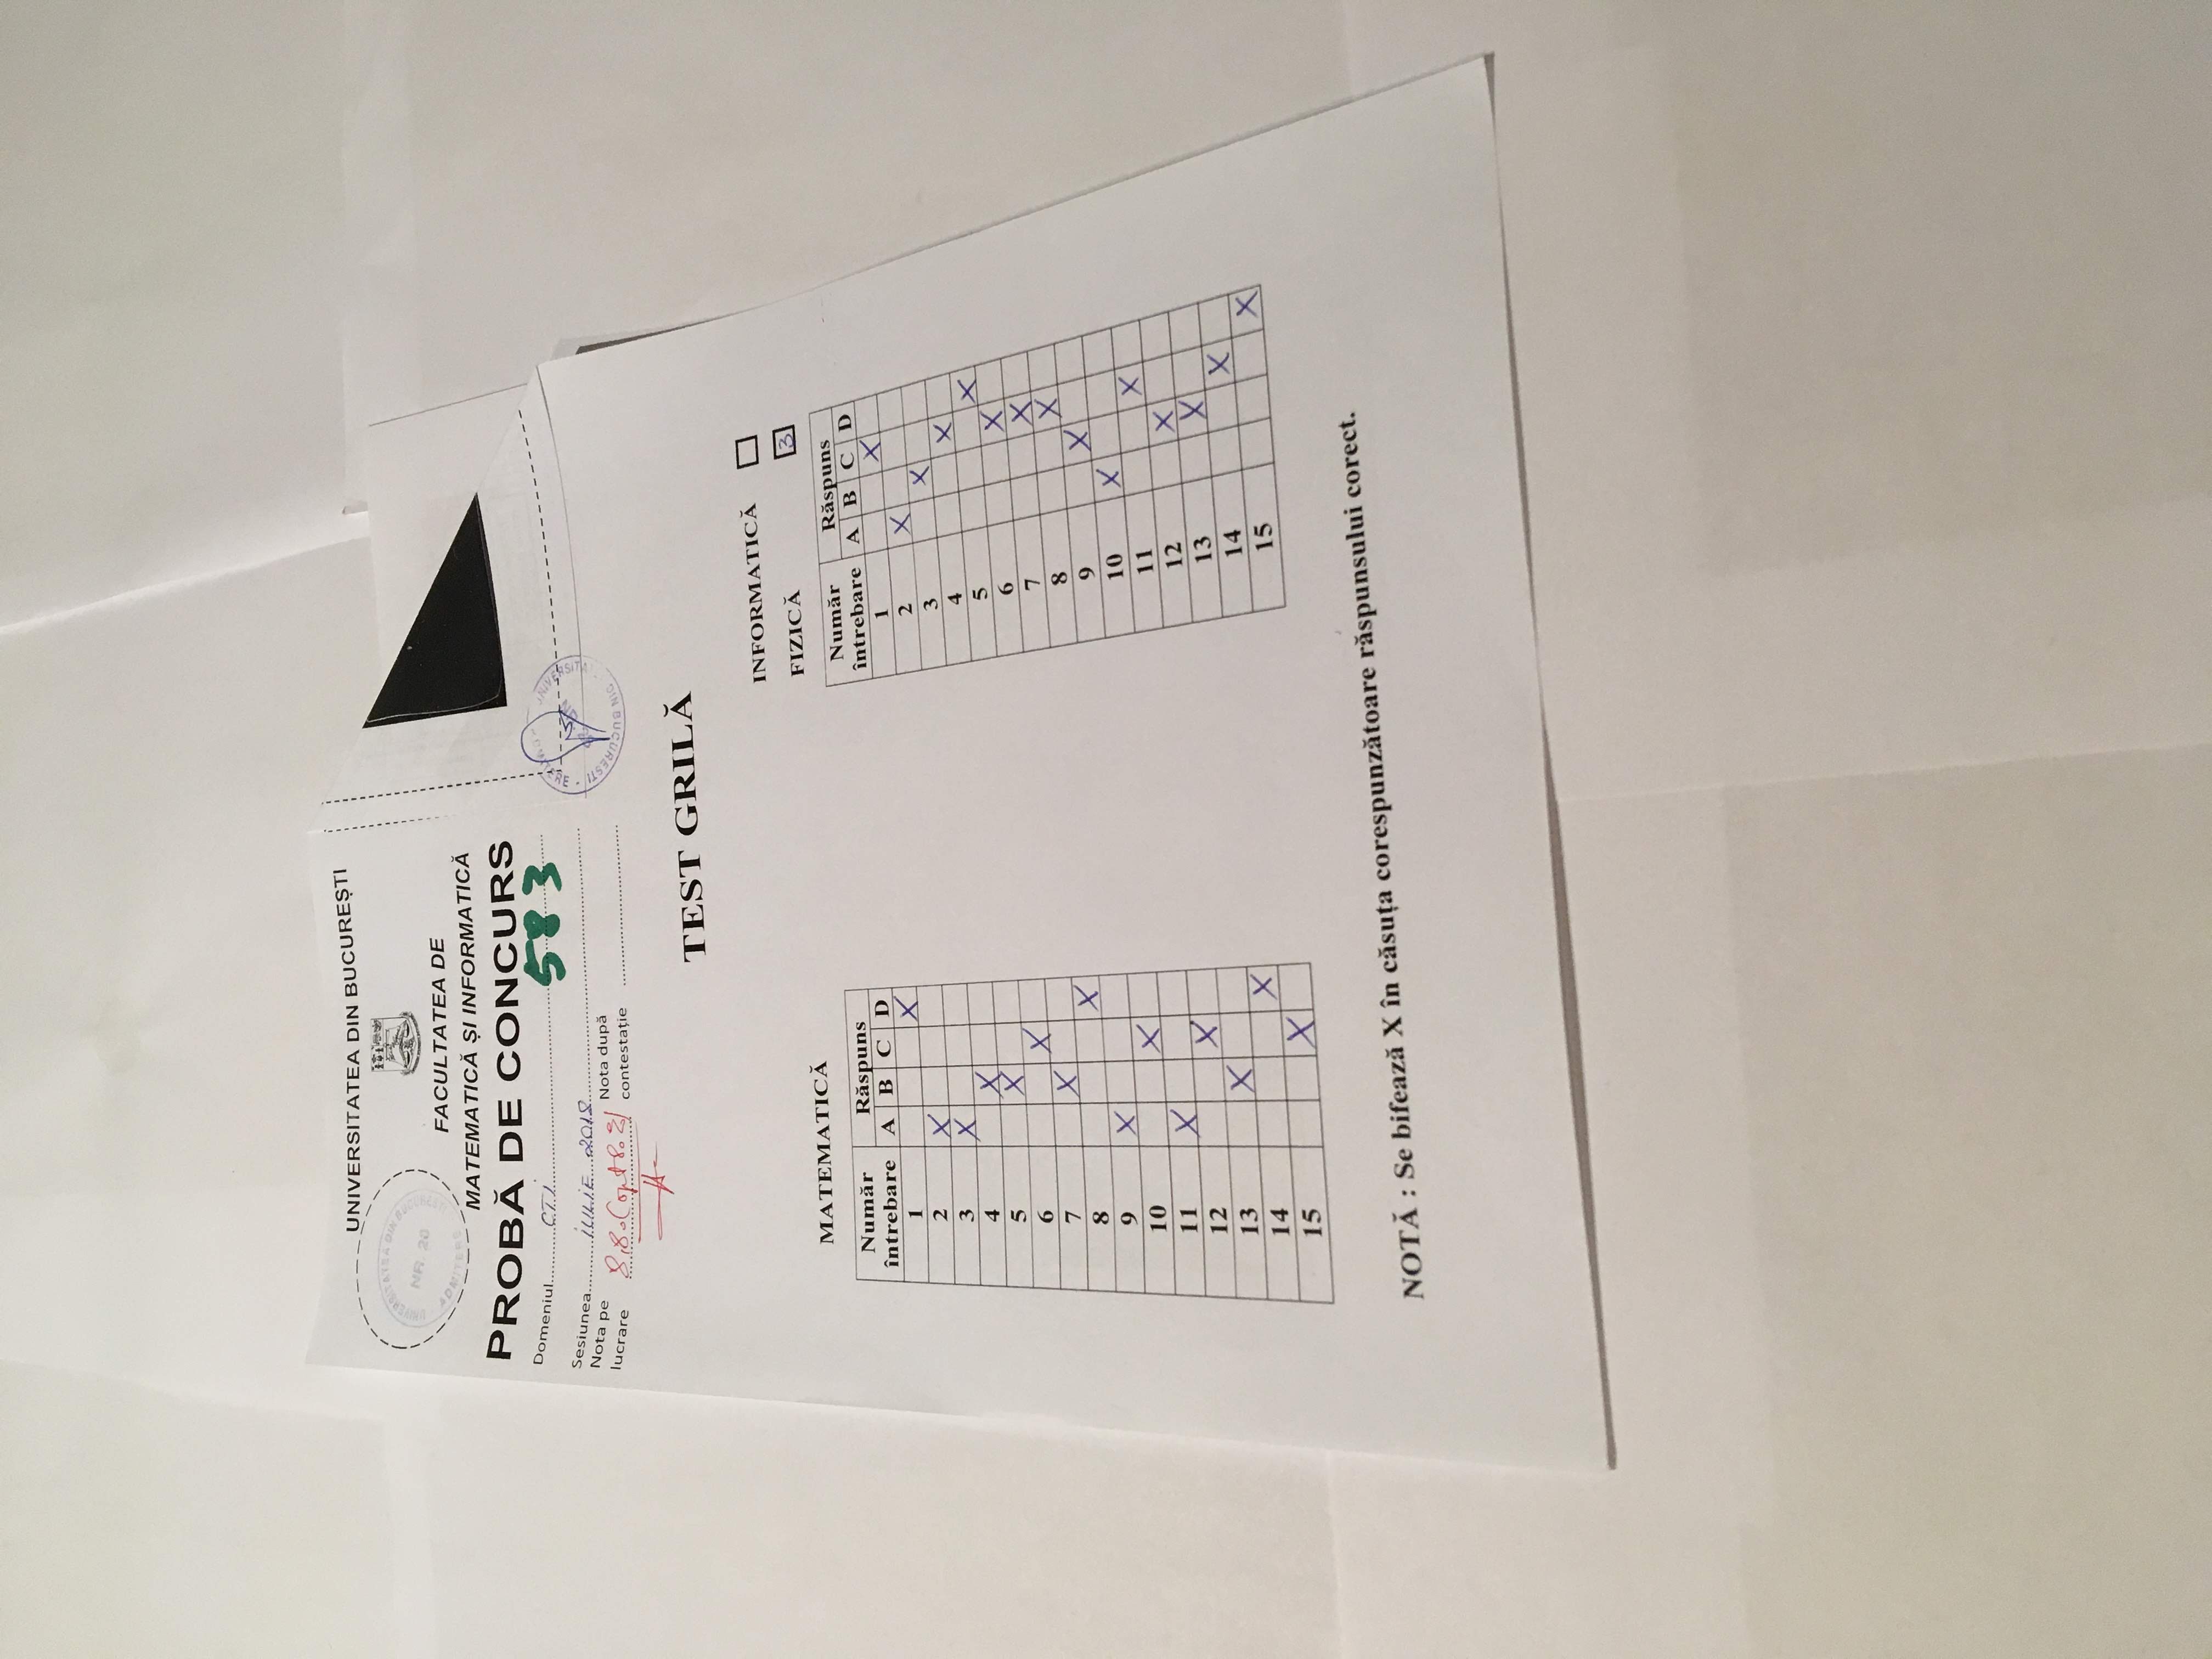 UNIVERSITATEA DIN BUCUREȘTI
UNIVERSITATEA DIN BUCUREȘTI
NR. 20
ADMITERE
FACULTATEA DE
MATEMATICĂ ȘI INFORMATICĂ
PROBĂ DE CONCURS
Domeniul CTI 583
Sesiunea IULIE 2018
Nota pe lucrare 8,80 (opt 80%)
Nota după contestație
UNIVERSITATEA DIN BUCUREȘTI
TEST GRILĂ
INFORMATICĂ
FIZICĂ 3
MATEMATICĂ
Număr întrebare Răspuns
A B C D
1 X
2 X
3 X
4 X
5 X
6 X
7 X
8 X
9 X
10 X
11 X
12 X
13 X
14 X
15 X
Număr întrebare Răspuns
A B C D
1 X
2 X
3 X
4 X
5 X
6 X
7 X
8 X
9 X
10 X
11 X
12 X
13 X
14 X
15 X
NOTĂ : Se bifează X în căsuța corespunzătoare răspunsului corect.